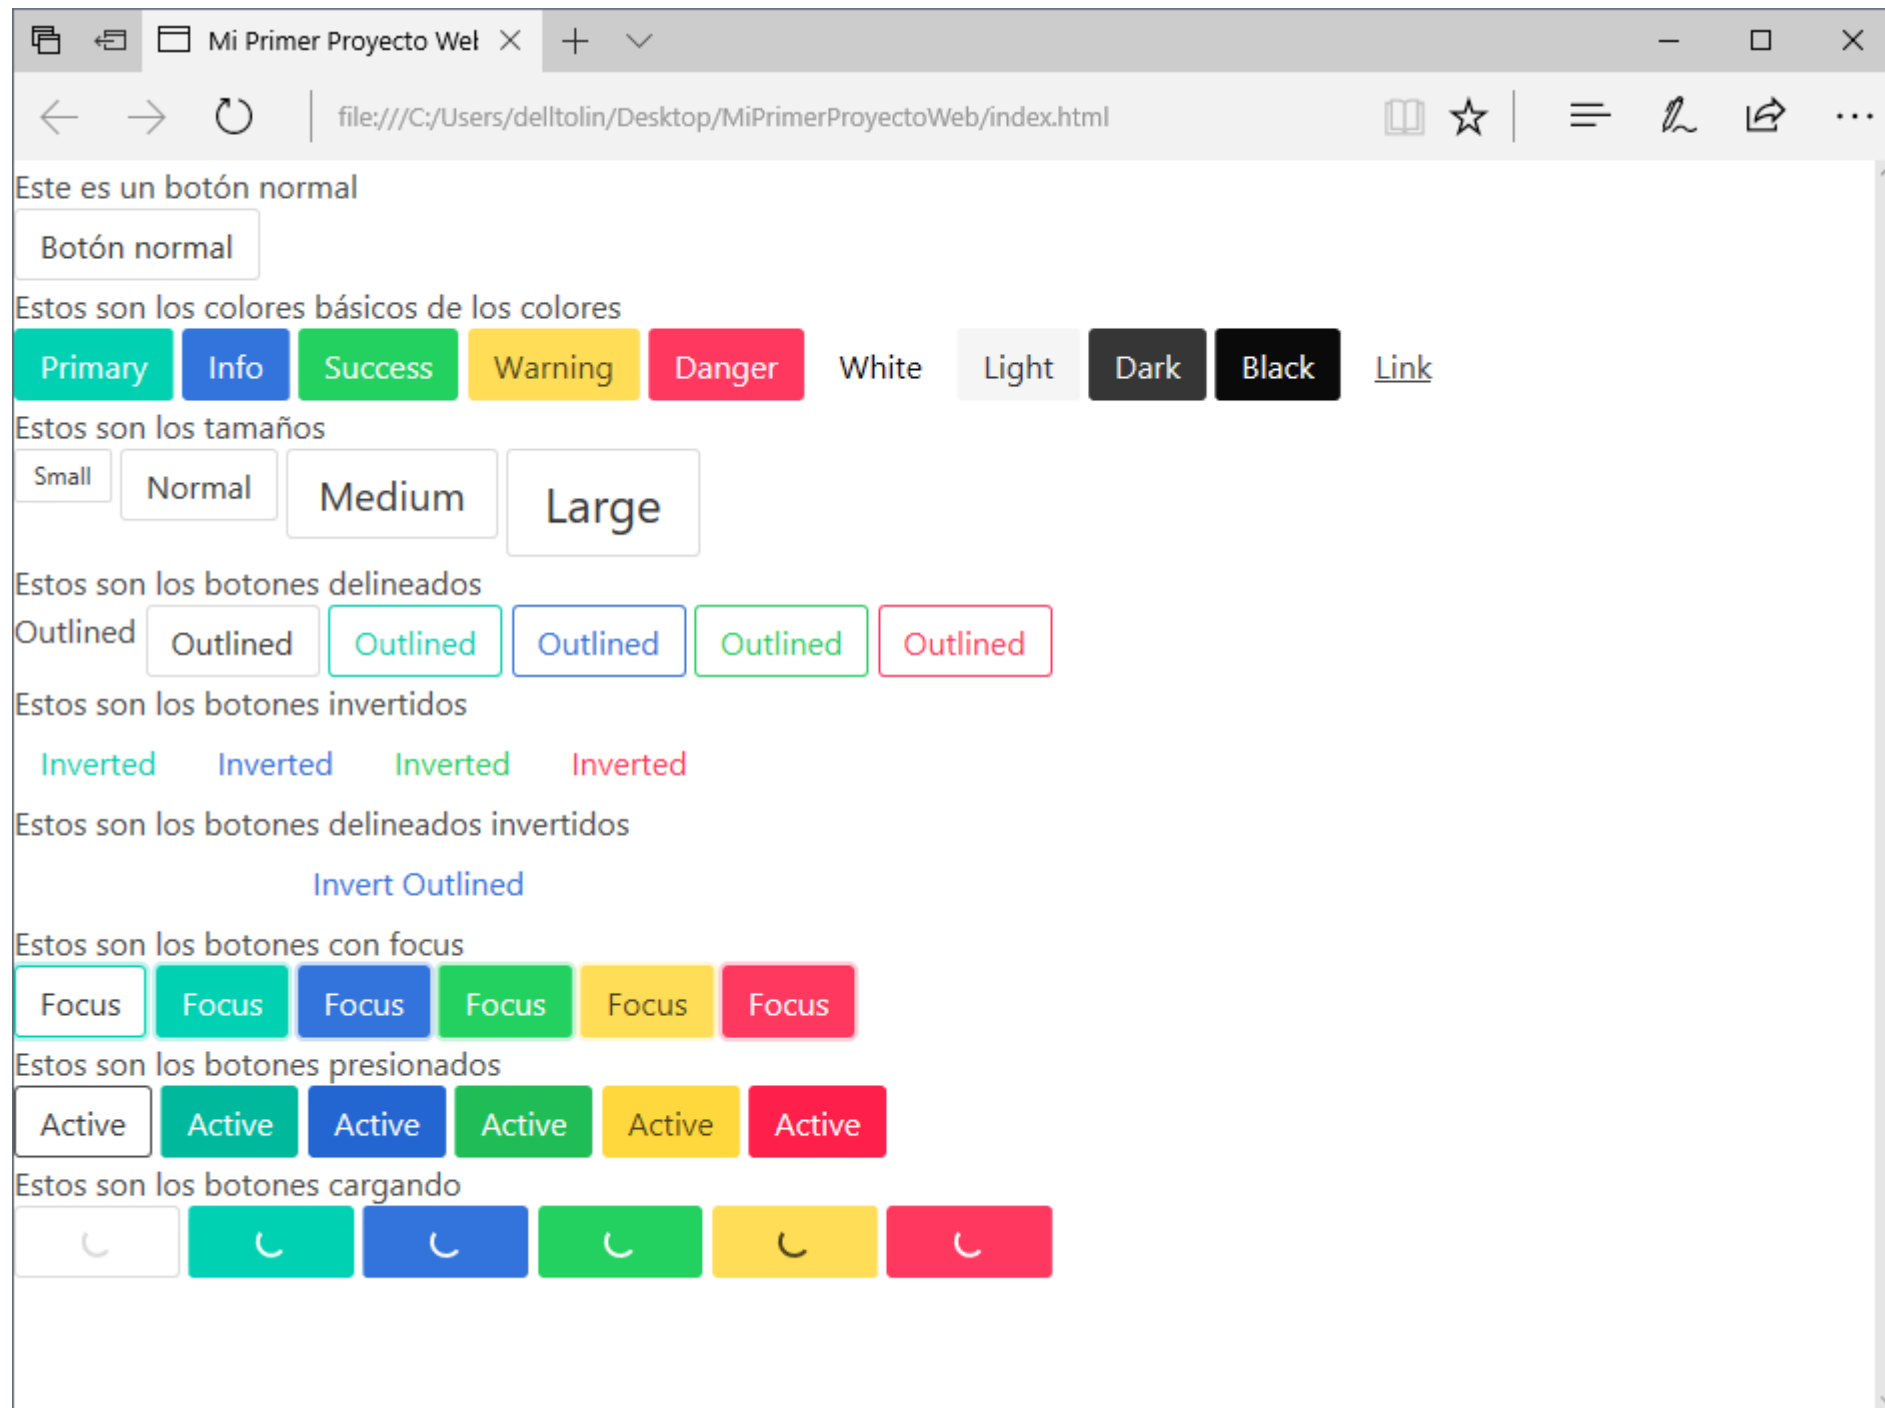 Mi Primer Proyecto Wel
file:///C:/Users/delltolin/Desktop/MiPrimerProyectoWeb/index.html
Este es un botón normal
Botón normal
Estos son los colores básicos de los colores
Primary Info Success Warning Danger White Light Dark Black Link
Estos son los tamaños
Small Normal Medium Large
Estos son los botones delineados
Outlined Outlined Outlined Outlined Outlined Outlined
Estos son los botones invertidos
Inverted Inverted Inverted Inverted
Estos son los botones delineados invertidos
Invert Outlined
Estos son los botones con focus
Focus Focus Focus Focus Focus Focus
Estos son los botones presionados
Active Active Active Active Active Active
Estos son los botones cargando